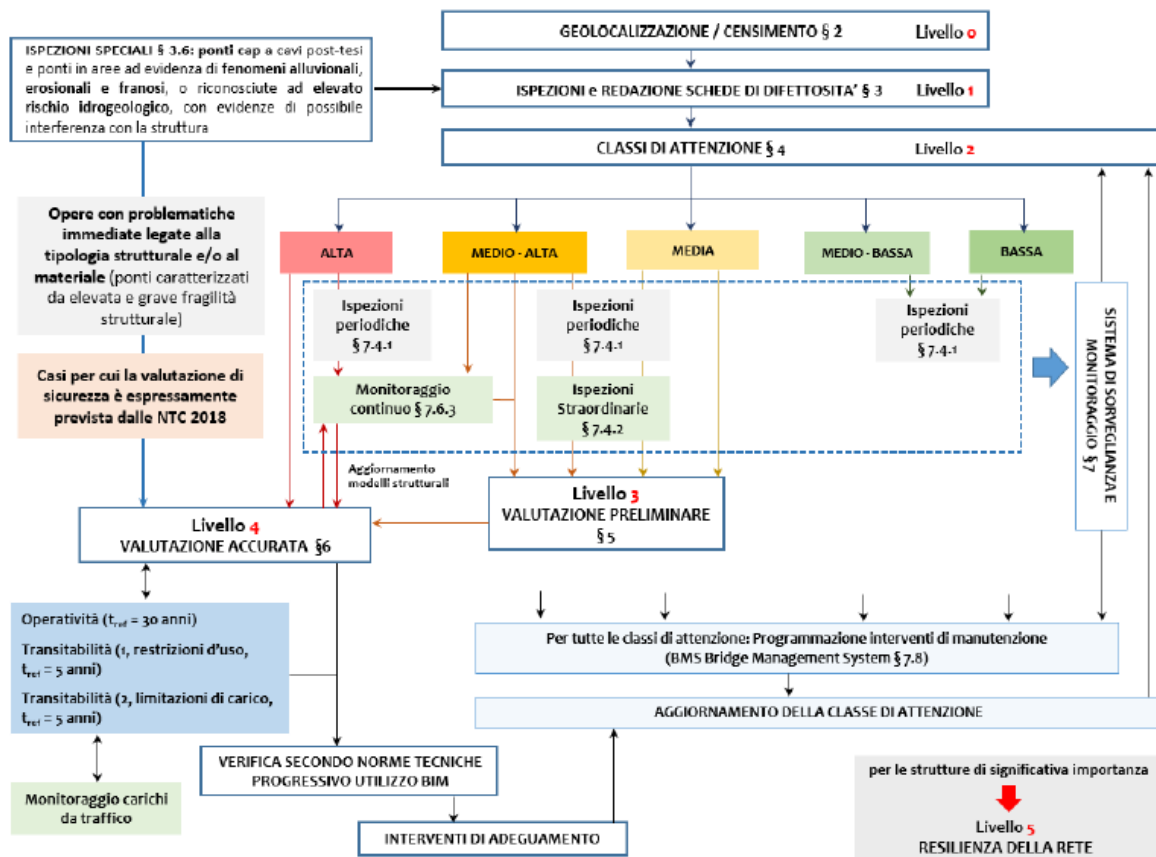 GEOLOCALIZZAZIONE / CENSIMENTO § 2 Livello 0
ISPEZIONI SPECIALI § 3.6: ponti cap a cavi post-tesi
e ponti in aree ad evidenza di fenomeni alluvionali,
erosionali e franosi, o riconosciute ad elevato
rischio idrogeologico, con evidenze di possibile
interferenza con la struttura
ISPEZIONI e REDAZIONE SCHEDE DI DIFETTOSITA' § 3 Livello 1
CLASSI DI ATTENZIONE § 4 Livello 2
Opere con problematiche
immediate legate alla
tipologia strutturale e/o al
materiale (ponti caratterizzati
da elevata e grave fragilità
strutturale)
Casi per cui la valutazione di
sicurezza è espressamente
prevista dalle NTC 2018
ALTA
MEDIO - ALTA
MEDIA
MEDIO - BASSA
BASSA
Ispezioni
periodiche
§ 7.4.1
Ispezioni
periodiche
§ 7.4.1
Ispezioni
periodiche
§ 7.4.1
Monitoraggio
continuo § 7.6.3
Ispezioni
Straordinarie
§ 7.4.2
SISTEMA DI SORVEGLIANZA E
MONITORAGGIO § 7
Aggiornamento
modelli strutturali
Livello 3
VALUTAZIONE PRELIMINARE
§ 5
Livello 4
VALUTAZIONE ACCURATA §6
Operatività (tref = 30 anni)
Transitabilità (1, restrizioni d'uso,
tref = 5 anni)
Transitabilità (2, limitazioni di carico,
tref = 5 anni)
Per tutte le classi di attenzione: Programmazione interventi di manutenzione
(BMS Bridge Management System § 7.8)
AGGIORNAMENTO DELLA CLASSE DI ATTENZIONE
VERIFICA SECONDO NORME TECNICHE
PROGRESSIVO UTILIZZO BIM
Monitoraggio carichi
da traffico
INTERVENTI DI ADEGUAMENTO
per le strutture di significativa importanza
Livello 5
RESILIENZA DELLA RETE